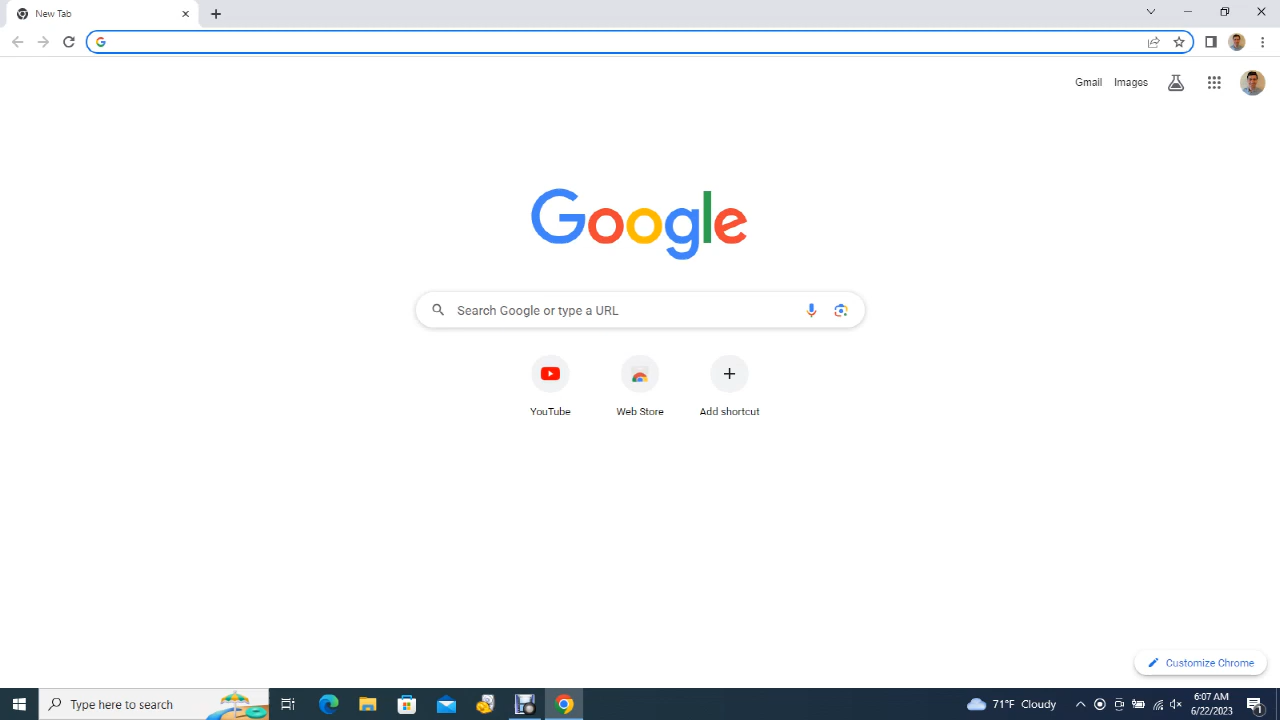 New Tab
Gmail Images
Google
Search Google or type a URL
YouTube
Web Store
Add shortcut
Customize Chrome
Type here to search
71°F Cloudy
6:07 AM
6/22/2023
1